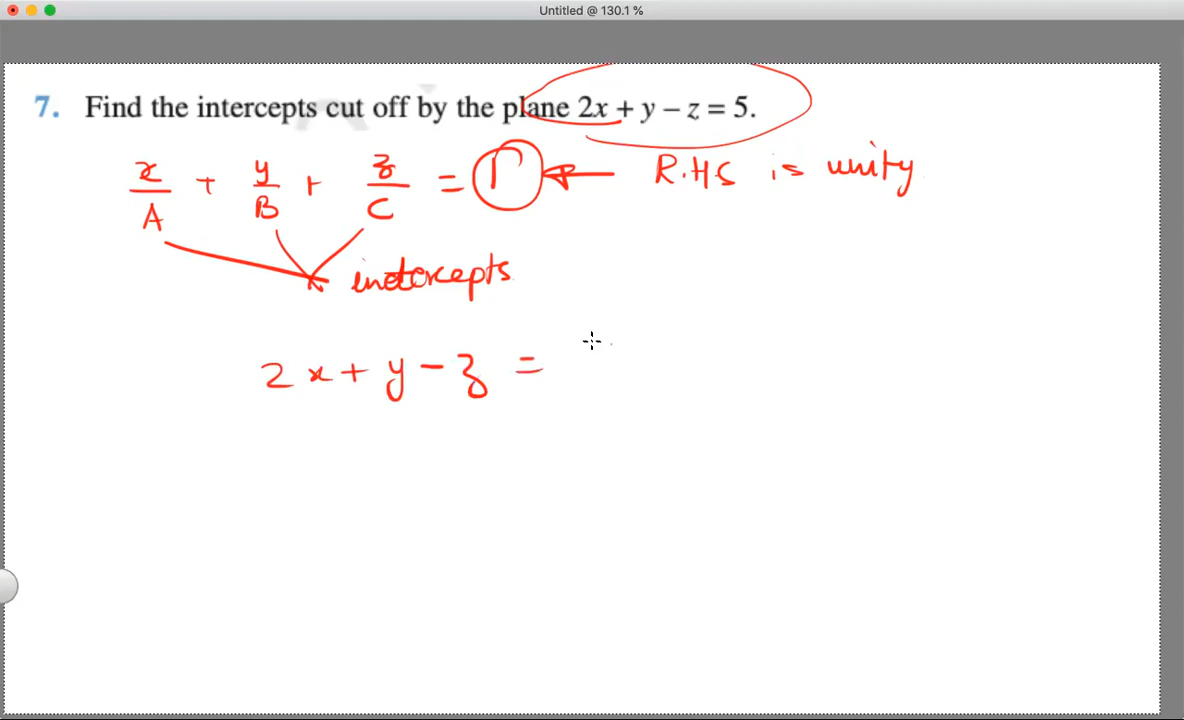 Untitled @ 130.1 %
7. Find the intercepts cut off by the plane 2x + y – z = 5.
x/A + y/B + z/C = 1 R.H.S is unity
intercepts
2x + y - z =